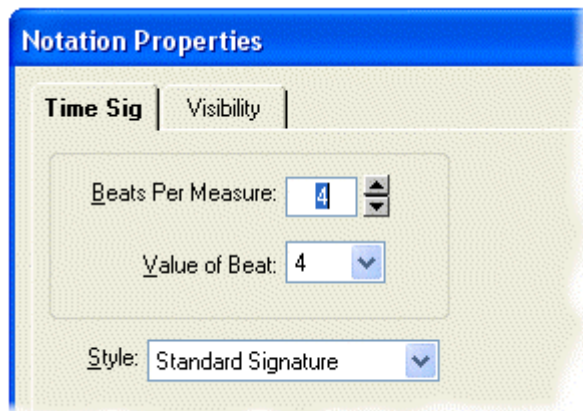 Notation Properties
Time Sig Visibility
Beats Per Measure: 4
Value of Beat: 4
Style: Standard Signature